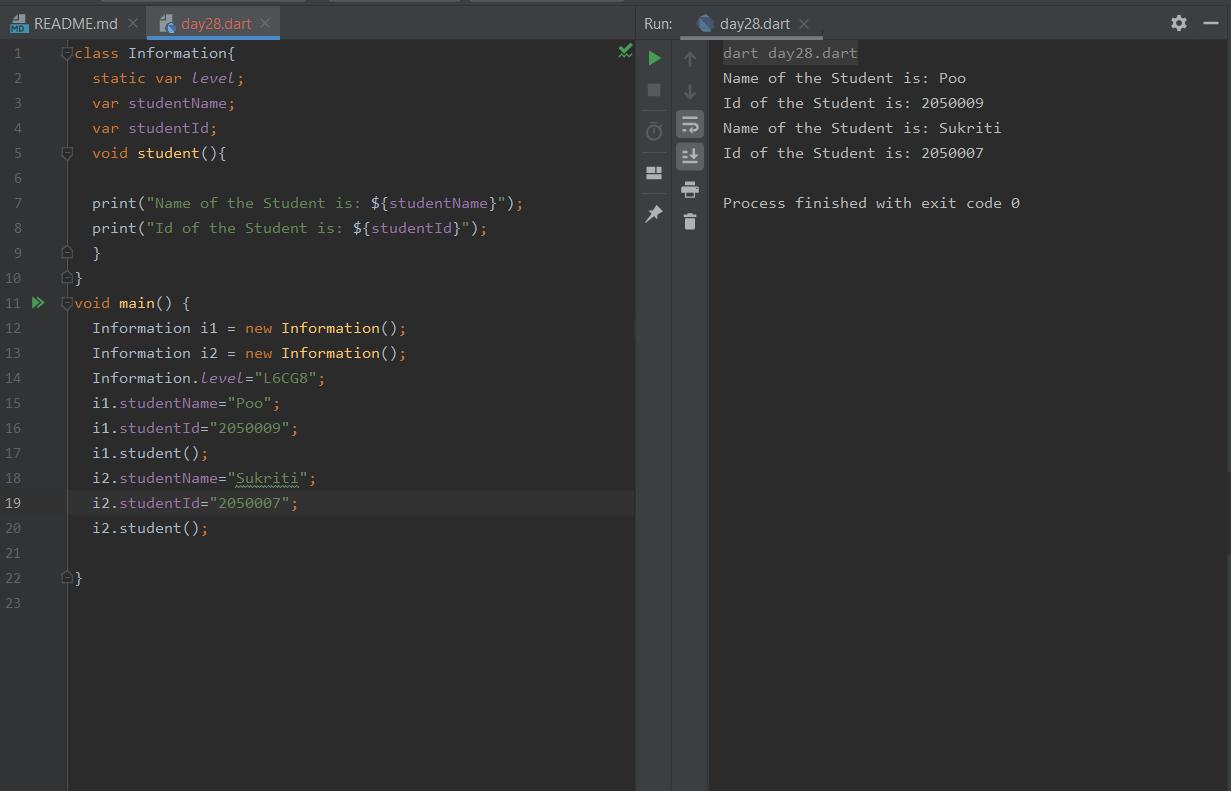 README.md
day28.dart
Run:
day28.dart
1 class Information{
2 static var level;
3 var studentName;
4 var studentId;
5 void student(){
6
7 print("Name of the Student is: ${studentName}");
8 print("Id of the Student is: ${studentId}");
9 }
10 }
11 void main() {
12 Information i1 = new Information();
13 Information i2 = new Information();
14 Information.level="L6CG8";
15 i1.studentName="Poo";
16 i1.studentId="2050009";
17 i1.student();
18 i2.studentName="Sukriti";
19 i2.studentId="2050007";
20 i2.student();
21
22 }
23
dart day28.dart
Name of the Student is: Poo
Id of the Student is: 2050009
Name of the Student is: Sukriti
Id of the Student is: 2050007
Process finished with exit code 0